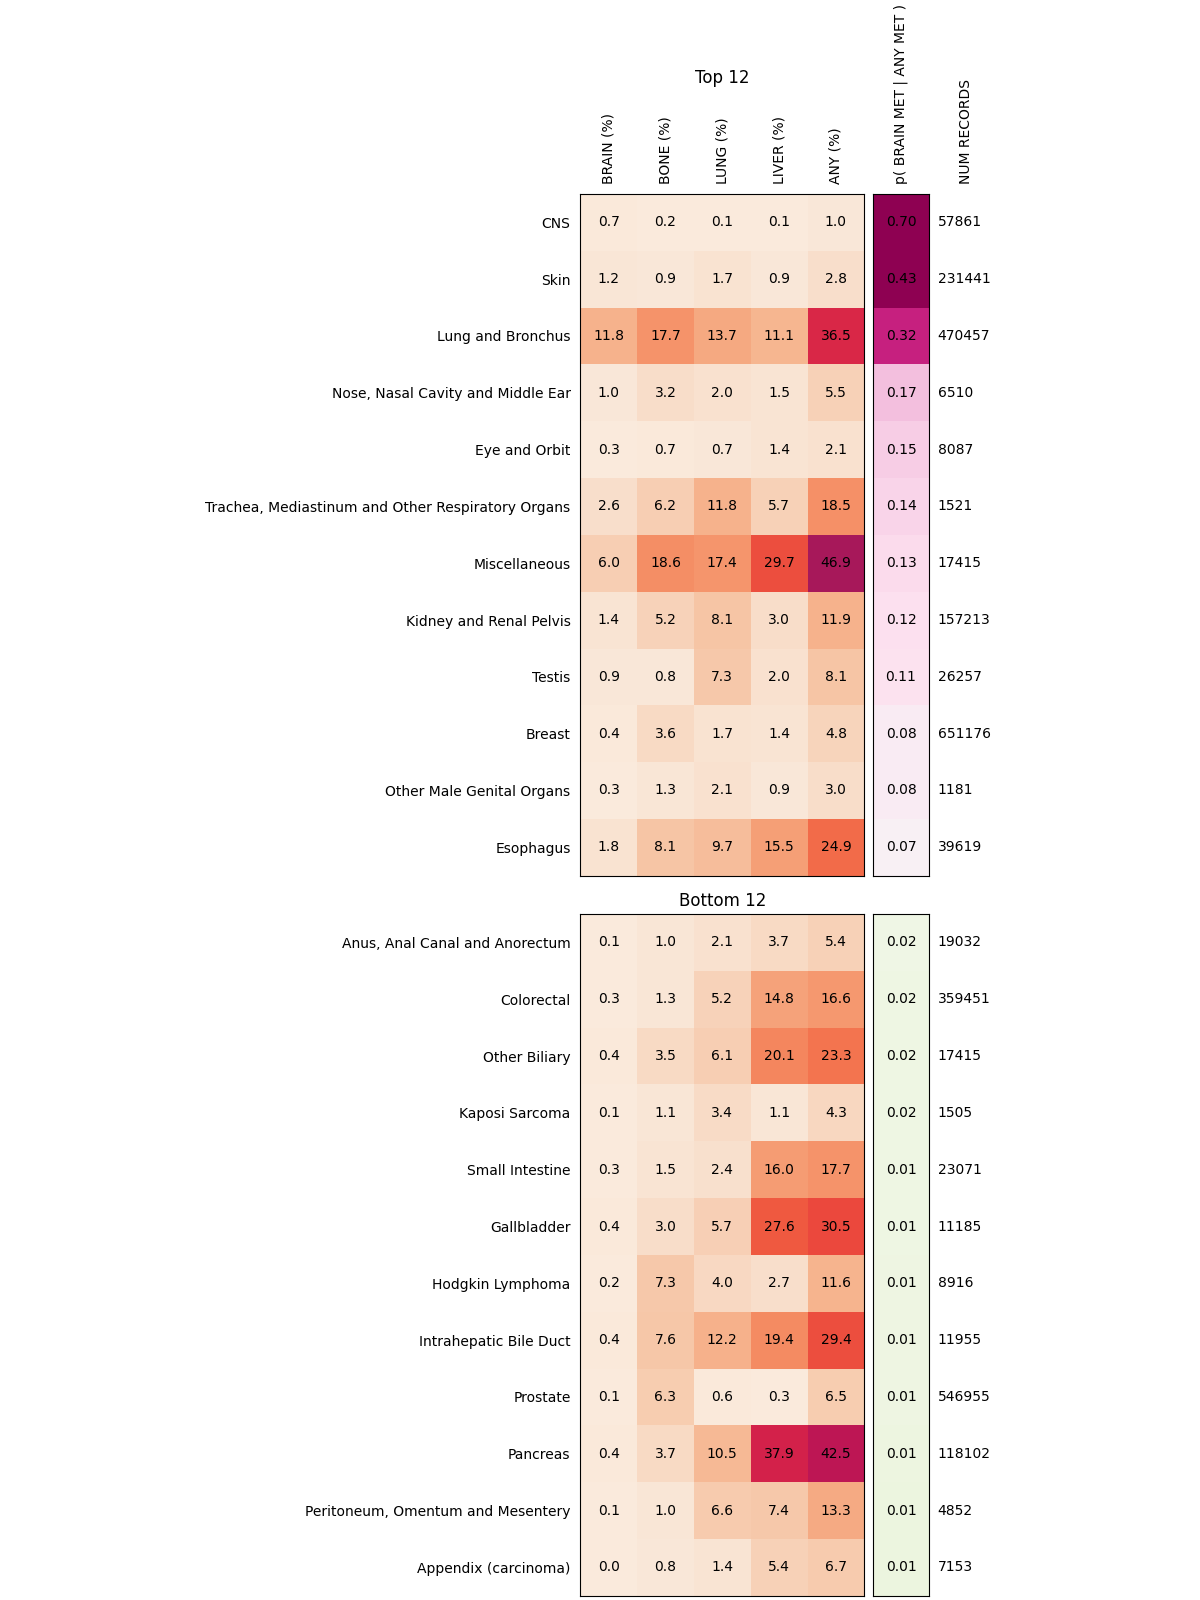 Top 12
BRAIN (%) BONE (%) LUNG (%) LIVER (%) ANY (%) p( BRAIN MET | ANY MET ) NUM RECORDS
CNS 0.7 0.2 0.1 0.1 1.0 0.70 57861
Skin 1.2 0.9 1.7 0.9 2.8 0.43 231441
Lung and Bronchus 11.8 17.7 13.7 11.1 36.5 0.32 470457
Nose, Nasal Cavity and Middle Ear 1.0 3.2 2.0 1.5 5.5 0.17 6510
Eye and Orbit 0.3 0.7 0.7 1.4 2.1 0.15 8087
Trachea, Mediastinum and Other Respiratory Organs 2.6 6.2 11.8 5.7 18.5 0.14 1521
Miscellaneous 6.0 18.6 17.4 29.7 46.9 0.13 17415
Kidney and Renal Pelvis 1.4 5.2 8.1 3.0 11.9 0.12 157213
Testis 0.9 0.8 7.3 2.0 8.1 0.11 26257
Breast 0.4 3.6 1.7 1.4 4.8 0.08 651176
Other Male Genital Organs 0.3 1.3 2.1 0.9 3.0 0.08 1181
Esophagus 1.8 8.1 9.7 15.5 24.9 0.07 39619
Bottom 12
Anus, Anal Canal and Anorectum 0.1 1.0 2.1 3.7 5.4 0.02 19032
Colorectal 0.3 1.3 5.2 14.8 16.6 0.02 359451
Other Biliary 0.4 3.5 6.1 20.1 23.3 0.02 17415
Kaposi Sarcoma 0.1 1.1 3.4 1.1 4.3 0.02 1505
Small Intestine 0.3 1.5 2.4 16.0 17.7 0.01 23071
Gallbladder 0.4 3.0 5.7 27.6 30.5 0.01 11185
Hodgkin Lymphoma 0.2 7.3 4.0 2.7 11.6 0.01 8916
Intrahepatic Bile Duct 0.4 7.6 12.2 19.4 29.4 0.01 11955
Prostate 0.1 6.3 0.6 0.3 6.5 0.01 546955
Pancreas 0.4 3.7 10.5 37.9 42.5 0.01 118102
Peritoneum, Omentum and Mesentery 0.1 1.0 6.6 7.4 13.3 0.01 4852
Appendix (carcinoma) 0.0 0.8 1.4 5.4 6.7 0.01 7153